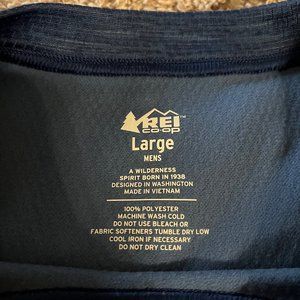 REI
co·op
™
Large
MENS
A WILDERNESS
SPIRIT BORN IN 1938
DESIGNED IN WASHINGTON
MADE IN VIETNAM
100% POLYESTER
MACHINE WASH COLD
DO NOT USE BLEACH OR
FABRIC SOFTENERS TUMBLE DRY LOW
COOL IRON IF NECESSARY
DO NOT DRY CLEAN